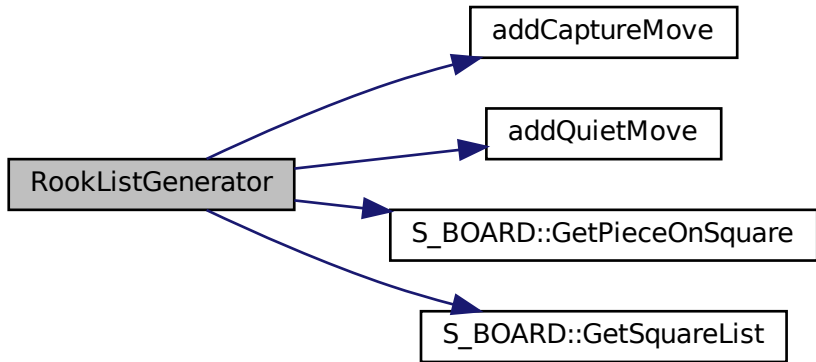 addCaptureMove
addQuietMove
RookListGenerator
S_BOARD::GetPieceOnSquare
S_BOARD::GetSquareList